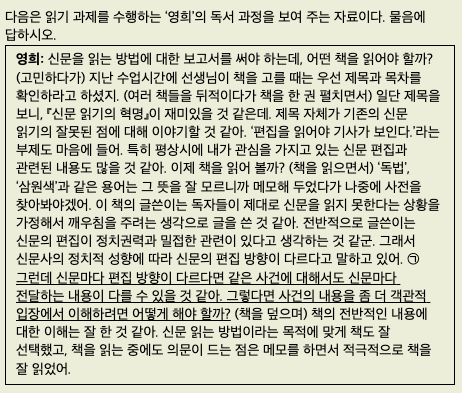 다음은 읽기 과제를 수행하는 ‘영희’의 독서 과정을 보여 주는 자료이다. 물음에
답하시오.
영희: 신문을 읽는 방법에 대한 보고서를 써야 하는데, 어떤 책을 읽어야 할까?
(고민하다가) 지난 수업시간에 선생님이 책을 고를 때는 우선 제목과 목차를
확인하라고 하셨지. (여러 책들을 뒤적이다가 책을 한 권 펼치면서) 일단 제목을
보니, 『신문 읽기의 혁명』이 재미있을 것 같은데. 제목 자체가 기존의 신문
읽기의 잘못된 점에 대해 이야기할 것 같아. ‘편집을 읽어야 기사가 보인다.’라는
부제도 마음에 들어. 특히 평상시에 내가 관심을 가지고 있는 신문 편집과
관련된 내용도 많을 것 같아. 이제 책을 읽어 볼까? (책을 읽으면서) ‘독법’,
‘삼원색’과 같은 용어는 그 뜻을 잘 모르니까 메모해 두었다가 나중에 사전을
찾아봐야겠어. 이 책의 글쓴이는 독자들이 제대로 신문을 읽지 못한다는 상황을
가정해서 깨우침을 주려는 생각으로 글을 쓴 것 같아. 전반적으로 글쓴이는
신문의 편집이 정치권력과 밀접한 관련이 있다고 생각하는 것 같군. 그래서
신문사의 정치적 성향에 따라 신문의 편집 방향이 다르다고 말하고 있어. ㉠
그런데 신문마다 편집 방향이 다르다면 같은 사건에 대해서도 신문마다
전달하는 내용이 다를 수 있을 것 같아. 그렇다면 사건의 내용을 좀 더 객관적
입장에서 이해하려면 어떻게 해야 할까? (책을 덮으며) 책의 전반적인 내용에
대한 이해는 잘 한 것 같아. 신문 읽는 방법이라는 목적에 맞게 책도 잘
선택했고, 책을 읽는 중에도 의문이 드는 점은 메모를 하면서 적극적으로 책을
잘 읽었어.